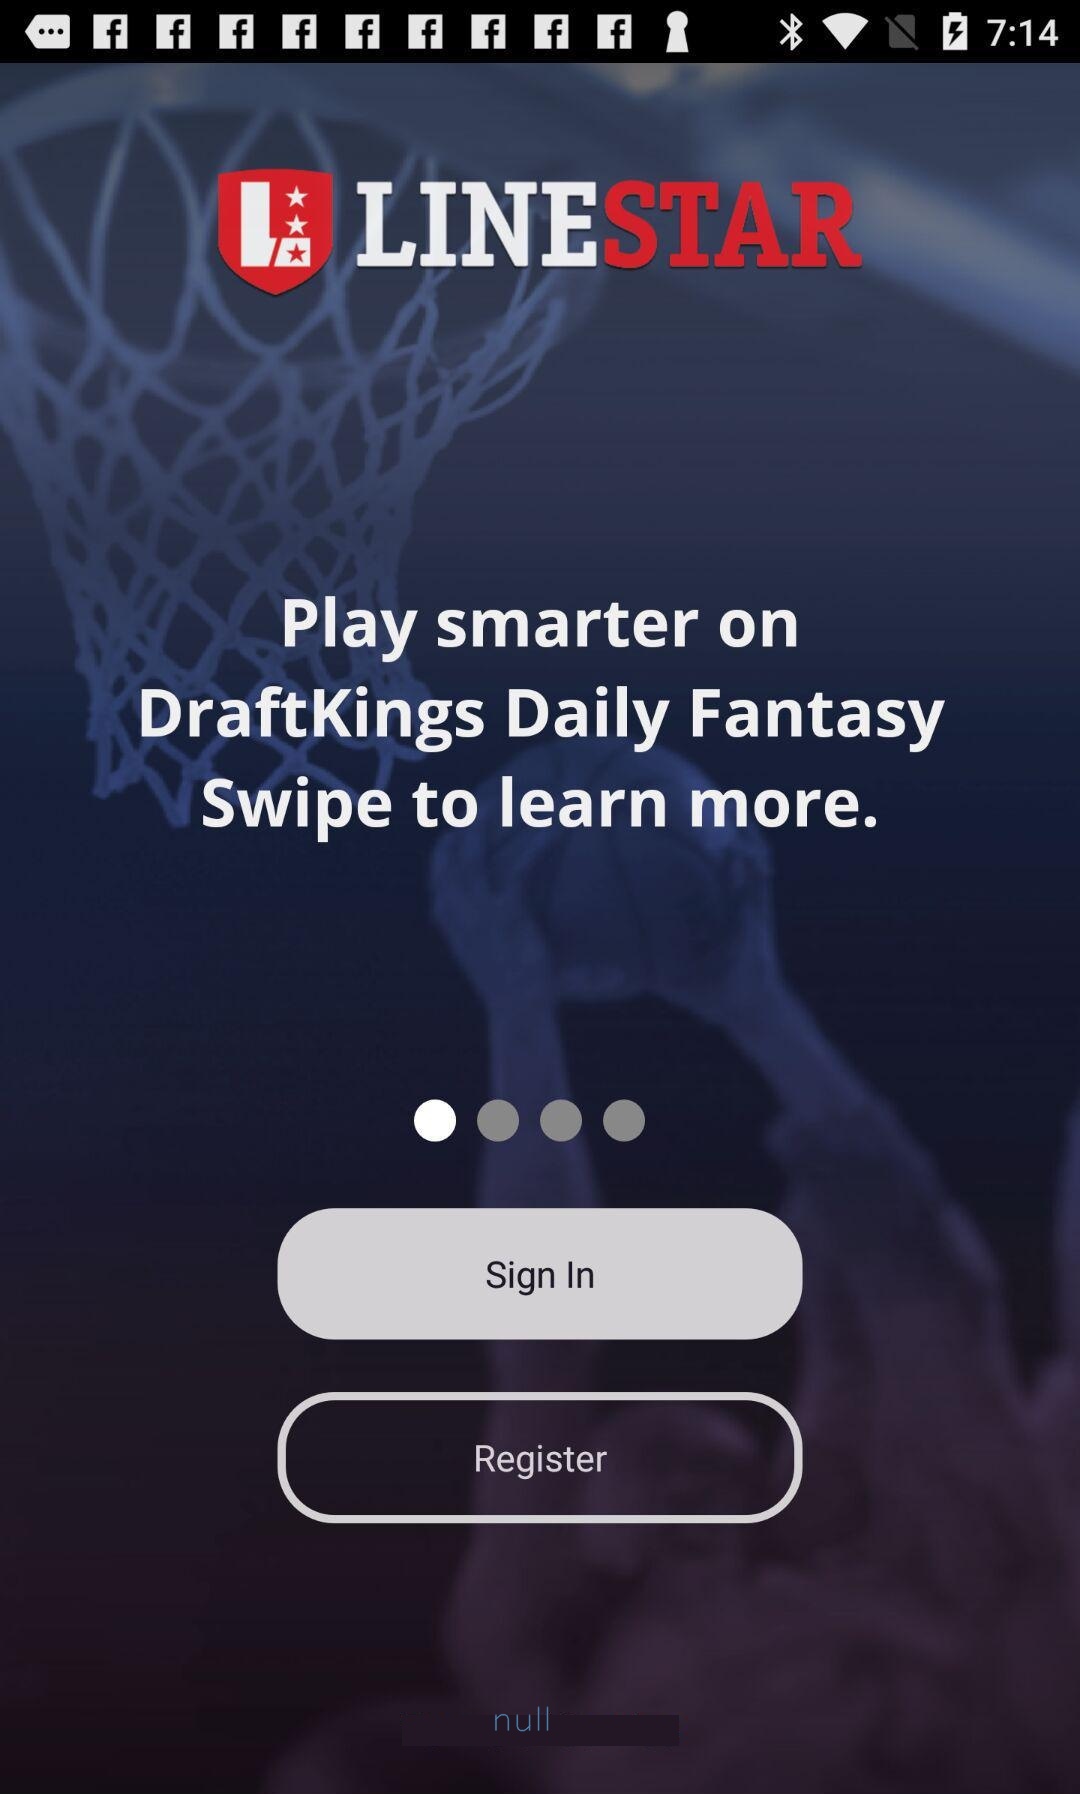 7:14
LINESTAR
Play smarter on
DraftKings Daily Fantasy
Swipe to learn more.
Sign In
Register
null